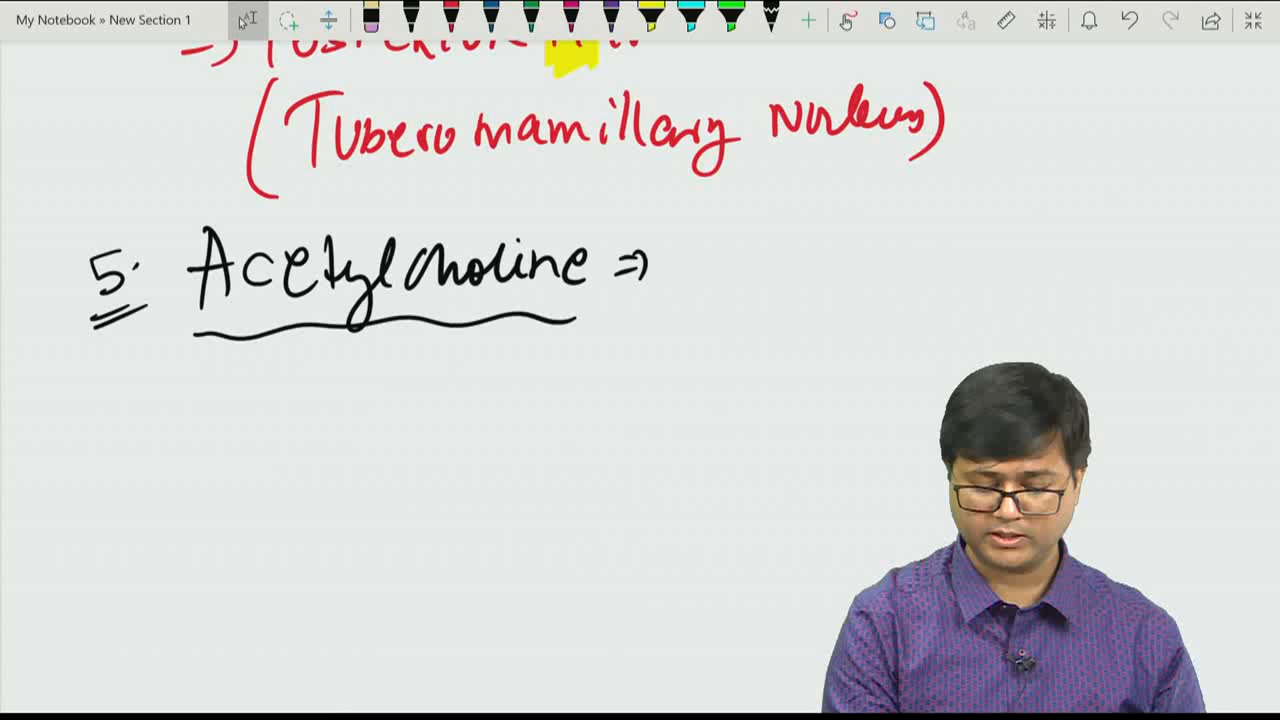 My Notebook » New Section 1
(Tuberomamillary Nucleus)
5. Acetylcholine ⇒